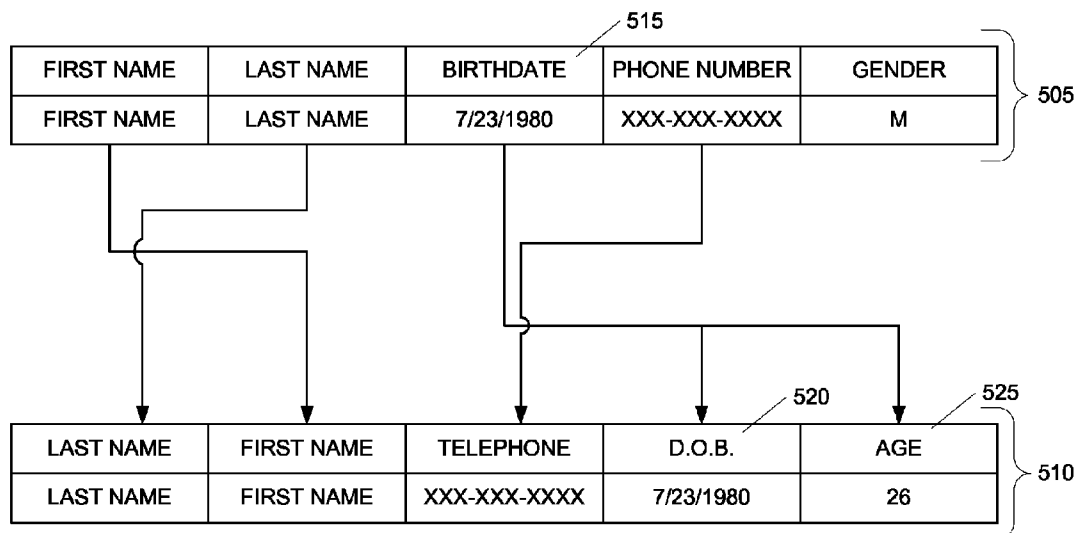 515
FIRST NAME LAST NAME BIRTHDATE PHONE NUMBER GENDER
505
FIRST NAME LAST NAME 7/23/1980 XXX-XXX-XXXX M
520
525
LAST NAME FIRST NAME TELEPHONE D.O.B. AGE
510
LAST NAME FIRST NAME XXX-XXX-XXXX 7/23/1980 26